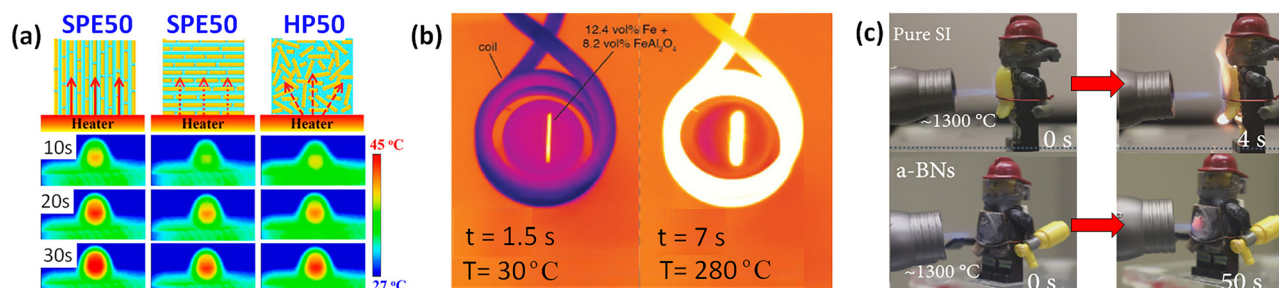 (a)
SPE50 SPE50 HP50
Heater Heater Heater
10s
20s
30s
45 °C
27 °C
(b)
coil
12.4 vol% Fe +
8.2 vol% FeAl₂O₄
t = 1.5 s
T= 30 °C
t = 7 s
T= 280 °C
(c)
Pure SI
~1300 °C
0 s
4 s
a-BNs
~1300 °C
0 s
50 s